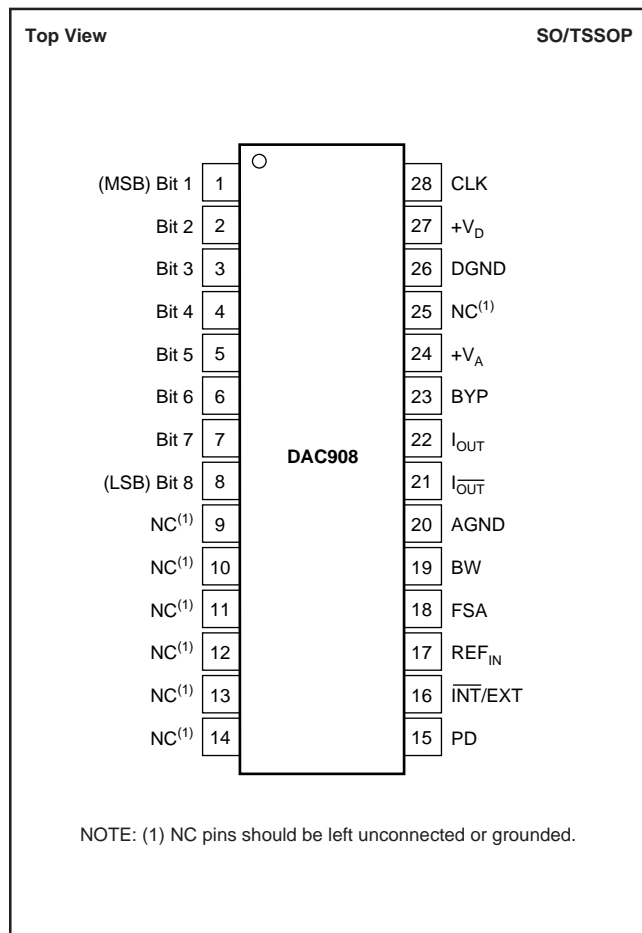 Top View SO/TSSOP
(MSB) Bit 1 1 28 CLK
Bit 2 2 27 +V_D
Bit 3 3 26 DGND
Bit 4 4 25 NC(1)
Bit 5 5 24 +V_A
Bit 6 6 23 BYP
Bit 7 7 22 I_OUT
DAC908
(LSB) Bit 8 8 21 I_O̅U̅T̅
NC(1) 9 20 AGND
NC(1) 10 19 BW
NC(1) 11 18 FSA
NC(1) 12 17 REF_IN
NC(1) 13 16 I̅N̅T̅/EXT
NC(1) 14 15 PD
NOTE: (1) NC pins should be left unconnected or grounded.